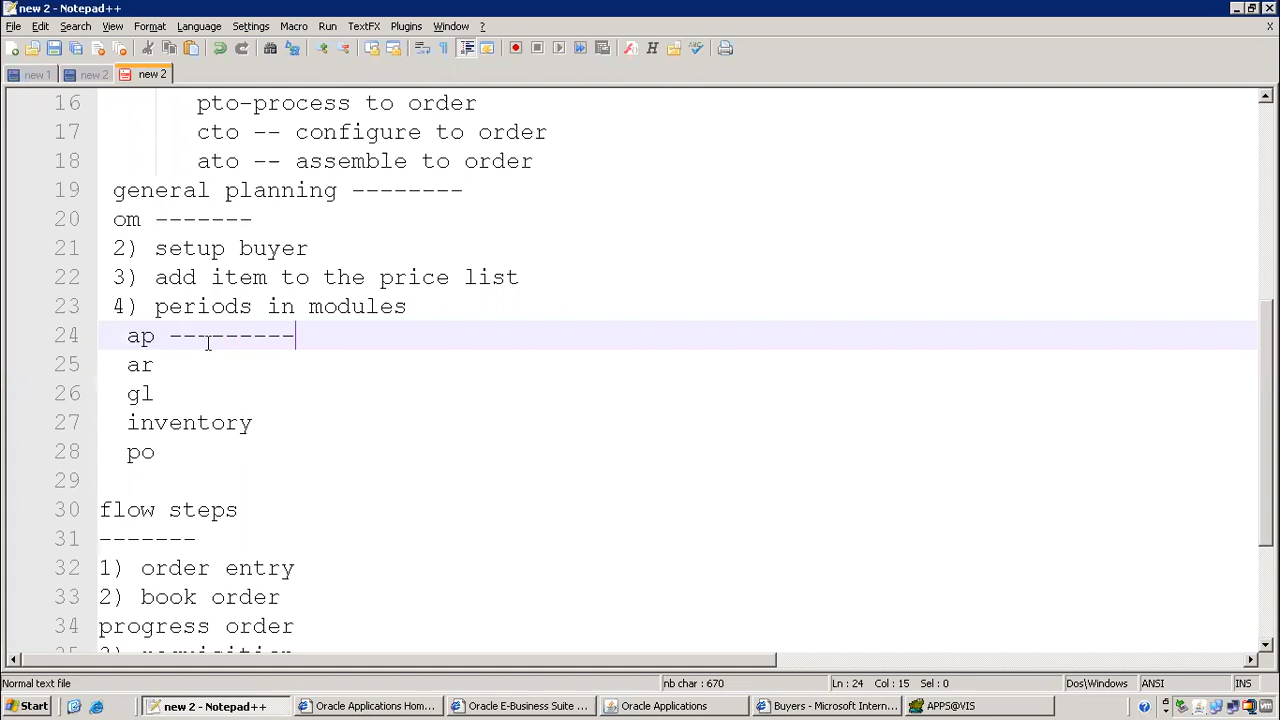 new 2 - Notepad++
File Edit Search View Format Language Settings Macro Run TextFX Plugins Window ? X
new 1 new 2 new 2
16 pto-process to order
17 cto -- configure to order
18 ato -- assemble to order
19 general planning --------
20 om -------
21 2) setup buyer
22 3) add item to the price list
23 4) periods in modules
24 ap ---------
25 ar
26 gl
27 inventory
28 po
29
30 flow steps
31 -------
32 1) order entry
33 2) book order
34 progress order
Normal text file nb char : 670 Ln : 24 Col : 15 Sel : 0 Dos\Windows ANSI INS
Start new 2 - Notepad++ Oracle Applications Hom... Oracle E-Business @ ... Oracle Applications... Buyers - Microsoft Intern... APPS@VIS